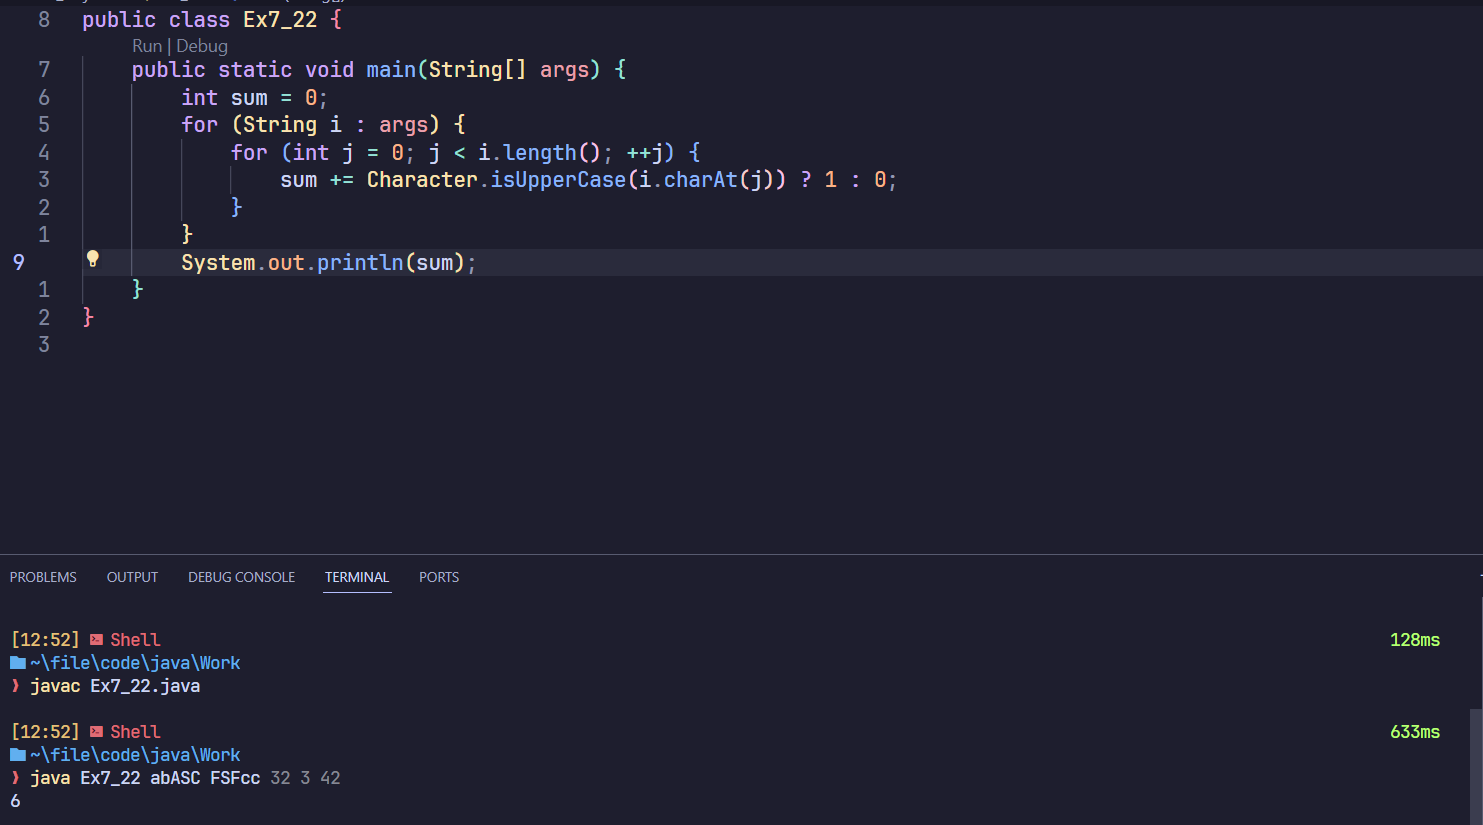 8 public class Ex7_22 {
Run | Debug
7 public static void main(String[] args) {
6 int sum = 0;
5 for (String i : args) {
4 for (int j = 0; j < i.length(); ++j) {
3 sum += Character.isUpperCase(i.charAt(j)) ? 1 : 0;
2 }
1 }
9 System.out.println(sum);
1 }
2 }
3
PROBLEMS OUTPUT DEBUG CONSOLE TERMINAL PORTS
[12:52] Shell 128ms
~\file\code\java\Work
❯ javac Ex7_22.java
[12:52] Shell 633ms
~\file\code\java\Work
❯ java Ex7_22 abASC FSFcc 32 3 42
6